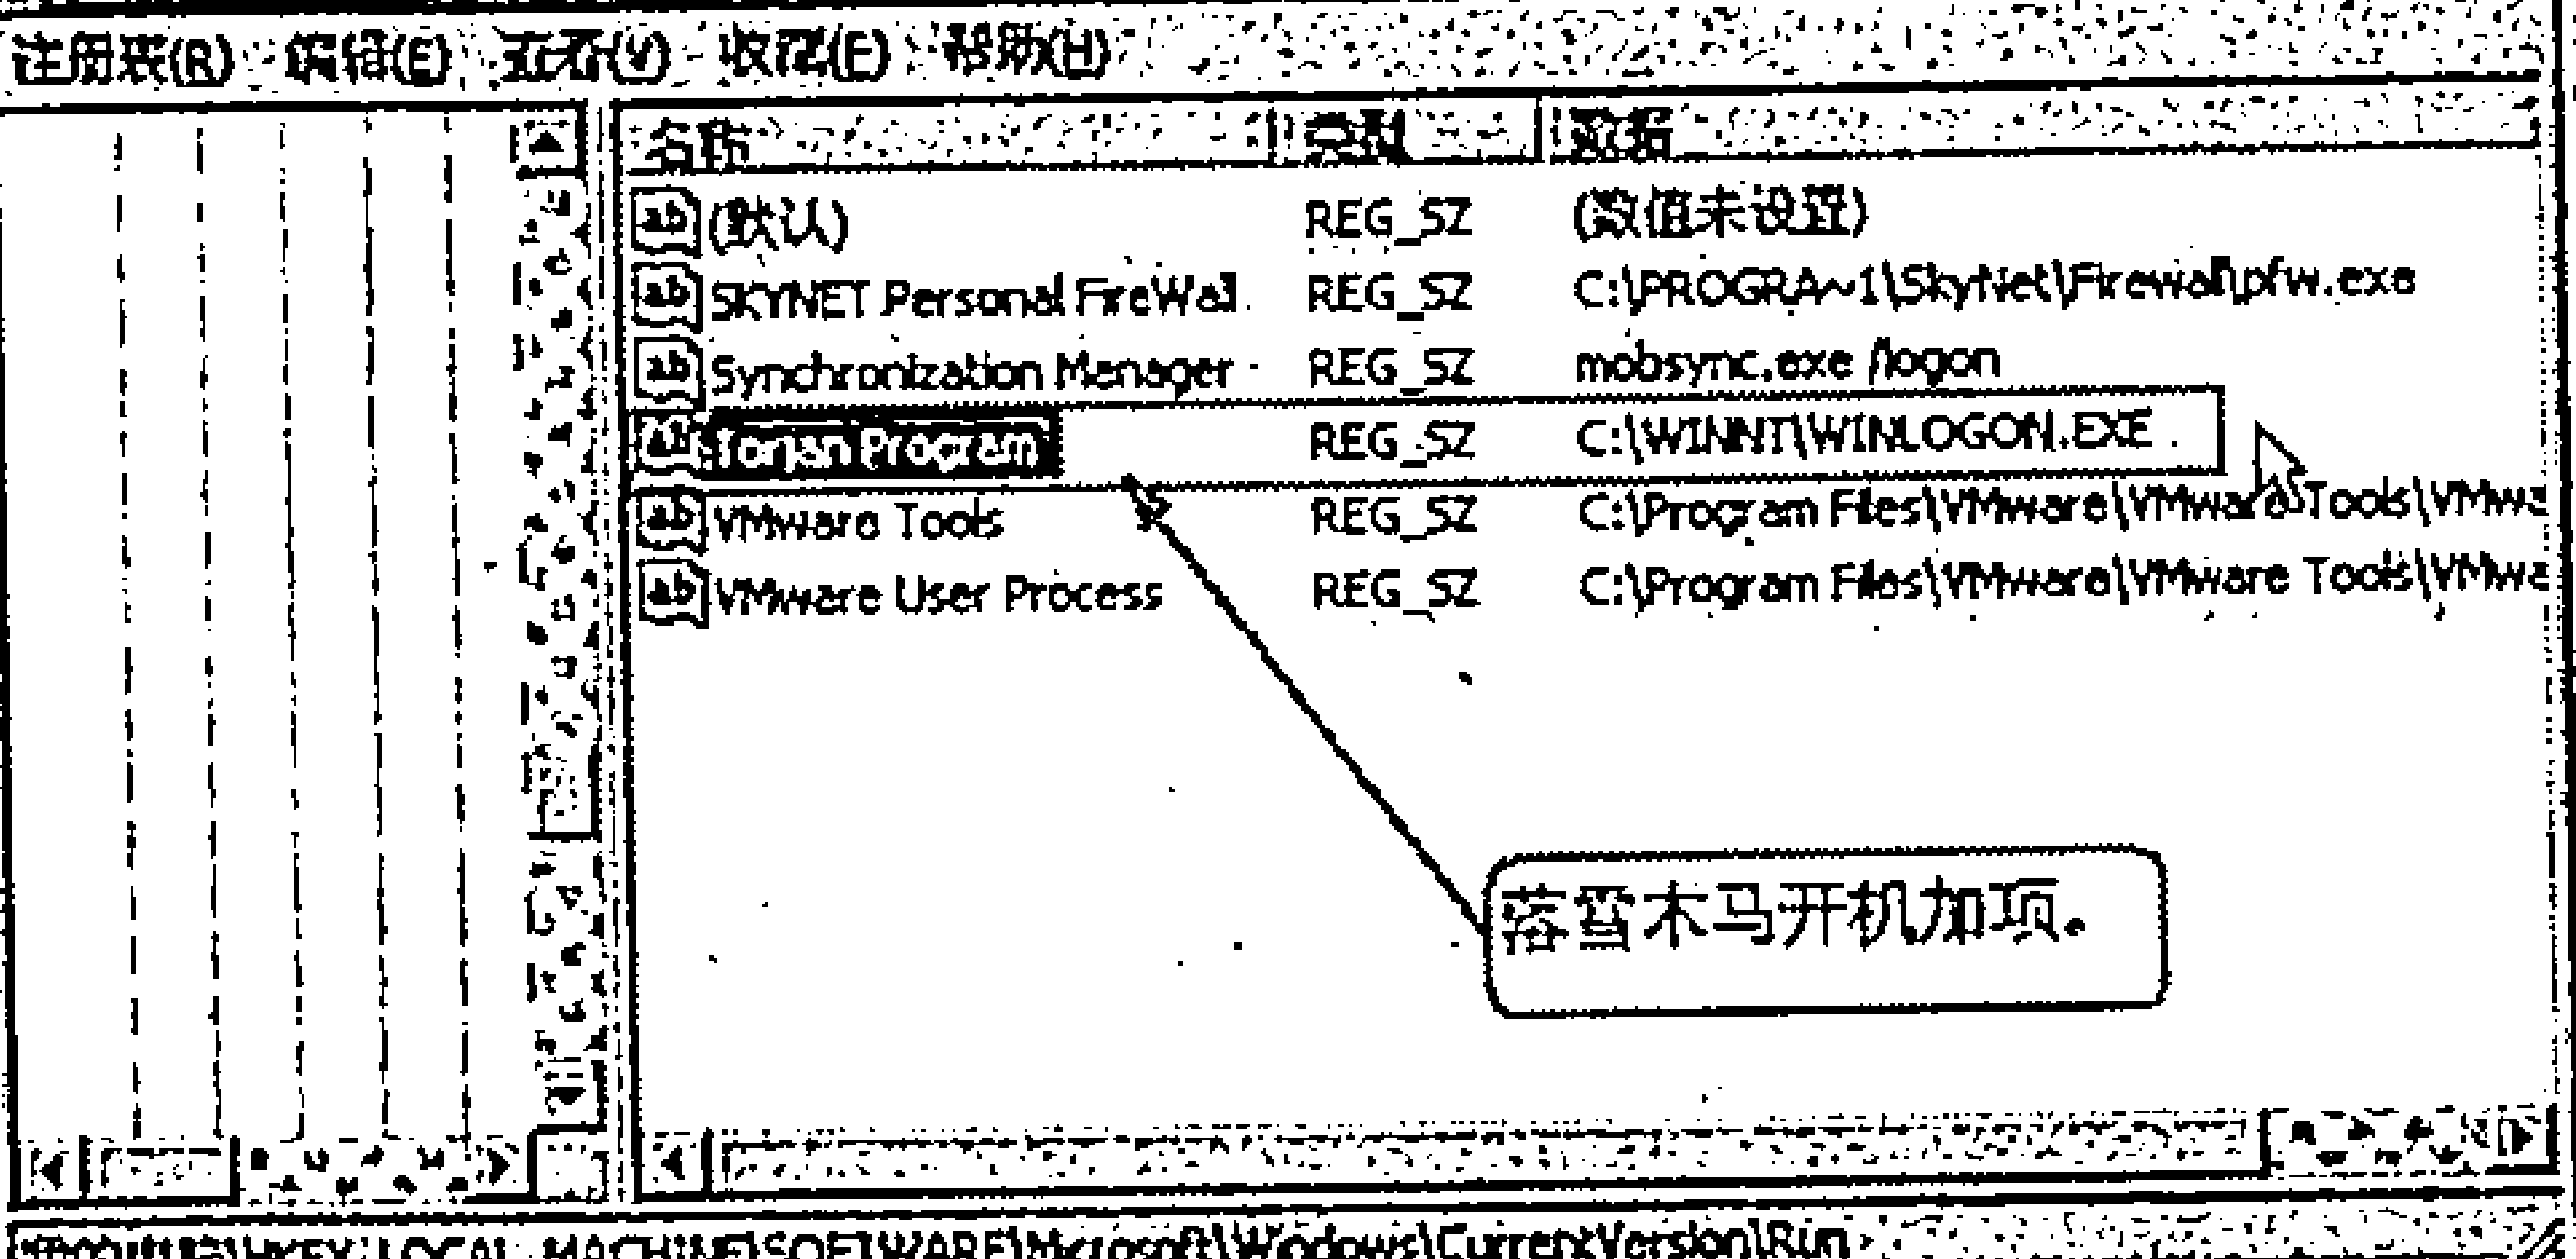 注册表(R) 编辑(E) 查看(V) 收藏(E) 帮助(H)
名称 类型 数据
(默认) REG_SZ (数值未设置)
SKYNET Personal FireWall REG_SZ C:\PROGRA~1\SkyNet\Firewall\pfw.exe
Synchronization Manager REG_SZ mobsync.exe /logon
Torjan Program REG_SZ C:\WINNT\WINLOGON.EXE
VMware Tools REG_SZ C:\Program Files\VMware\VMware Tools\VMwa
VMware User Process REG_SZ C:\Program Files\VMware\VMware Tools\VMwa
落雪木马开机加项。
我的电脑\HKEY_LOCAL_MACHINE\SOFTWARE\Microsoft\Windows\CurrentVersion\Run